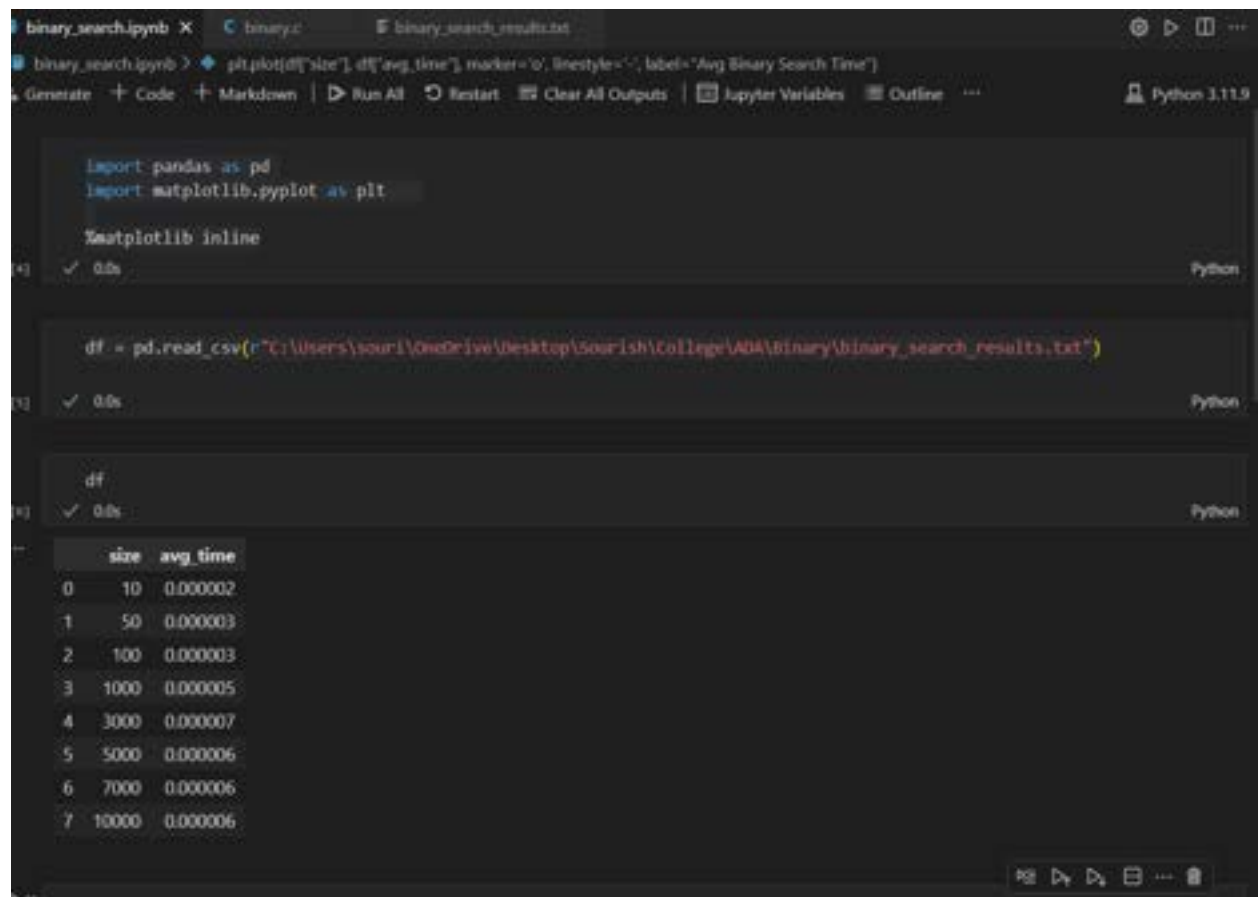 binary_search.ipynb X C binary.c binary_search_results.txt
binary_search.ipynb > plt.plot(df["size"], df["avg_time"], marker='o', linestyle='-', label="Avg Binary Search Time")
Generate + Code + Markdown | Run All Restart Clear All Outputs | Jupyter Variables Outline ... Python 3.11.9
import pandas as pd
import matplotlib.pyplot as plt
%matplotlib inline
[4] ✓ 0.0s Python
df = pd.read_csv(r"C:\Users\souri\OneDrive\Desktop\Sourish\College\ADA\Binary\binary_search_results.txt")
✓ 0.0s Python
df
✓ 0.0s Python
size avg_time
0 10 0.000002
1 50 0.000003
2 100 0.000003
3 1000 0.000005
4 3000 0.000007
5 5000 0.000006
6 7000 0.000006
7 10000 0.000006